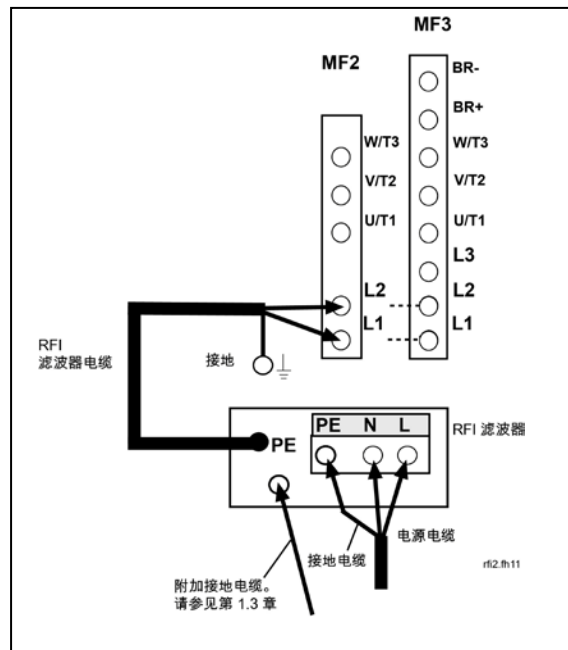 MF3
MF2
BR-
BR+
W/T3
W/T3
V/T2
V/T2
U/T1
U/T1
L3
L2
L2
L1
L1
RFI
滤波器电缆
接地
PE
PE N L
RFI 滤波器
接地电缆
电源电缆
rfi2.fh11
附加接地电缆。
请参见第 1.3 章